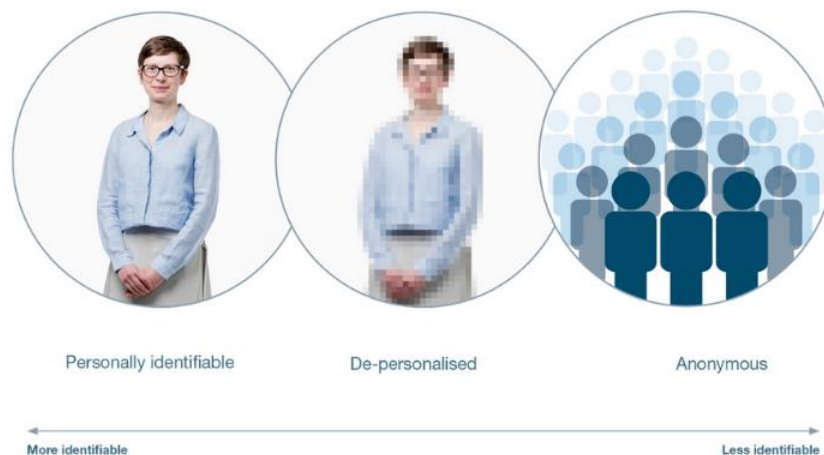 Personally identifiable
De-personalised
Anonymous
More identifiable
Less identifiable